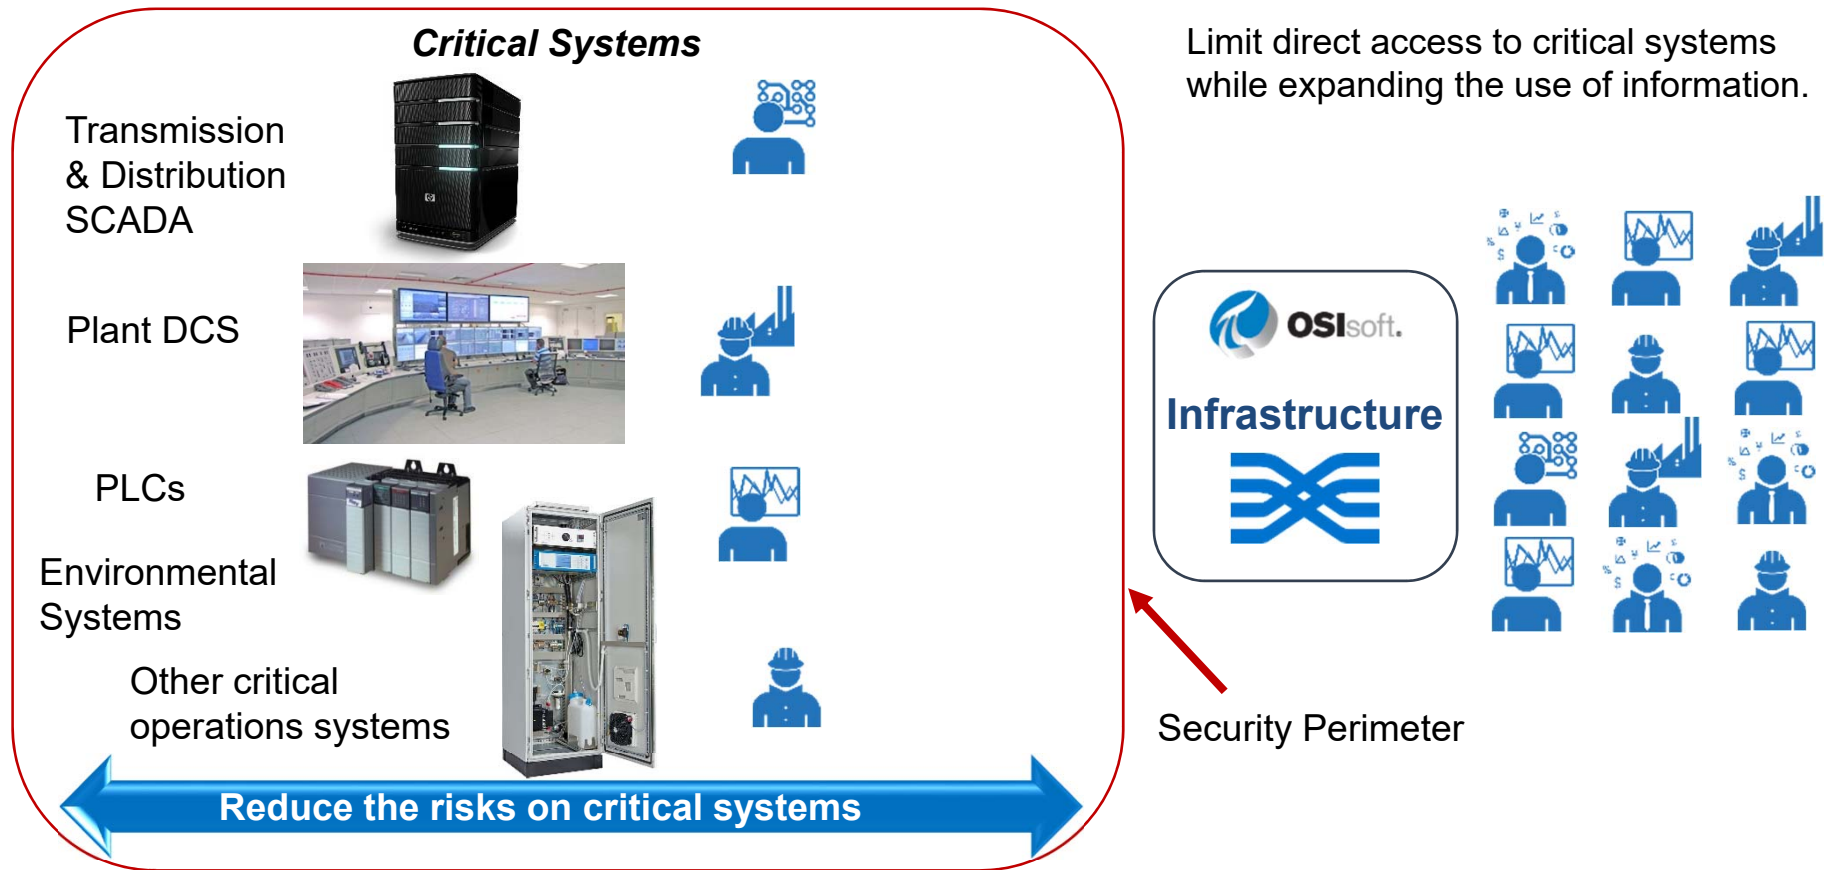 Critical Systems
Limit direct access to critical systems
while expanding the use of information.
Transmission
& Distribution
SCADA
Plant DCS
PLCs
Environmental
Systems
Other critical
operations systems
Reduce the risks on critical systems
OSIsoft.
Infrastructure
Security Perimeter